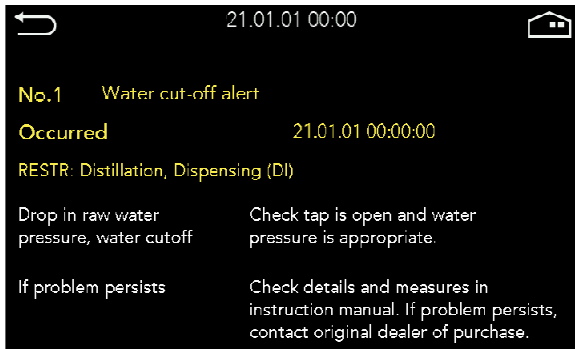 21.01.01 00:00
No.1 Water cut-off alert
Occurred 21.01.01 00:00:00
RESTR: Distillation, Dispensing (DI)
Drop in raw water
pressure, water cutoff
Check tap is open and water
pressure is appropriate.
If problem persists
Check details and measures in
instruction manual. If problem persists,
contact original dealer of purchase.